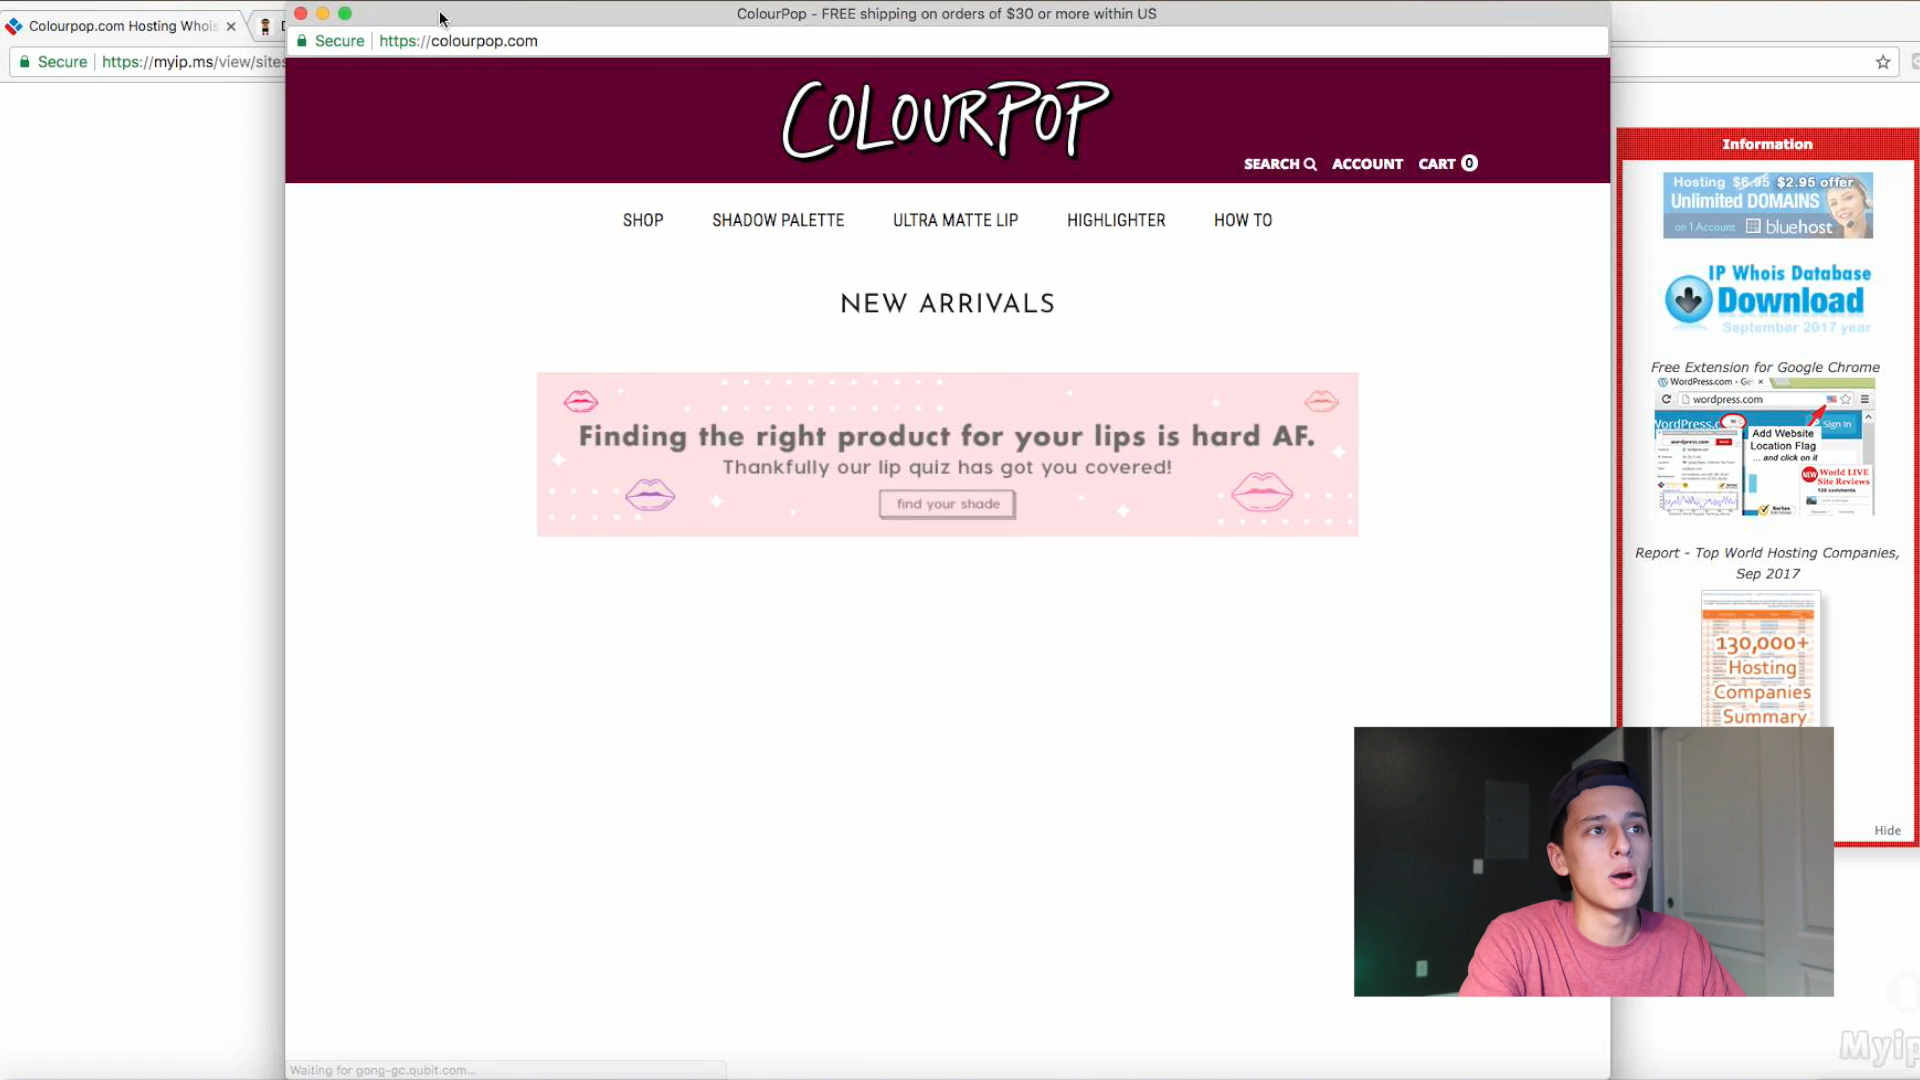 Colourpop.com Hosting Whois
ColourPop - FREE shipping on orders of $30 or more within US
Secure
https://colourpop.com
Secure
https://myip.ms/view/sites
COLOURPOP
SEARCH
ACCOUNT
CART 0
SHOP
SHADOW PALETTE
ULTRA MATTE LIP
HIGHLIGHTER
HOW TO
NEW ARRIVALS
Finding the right product for your lips is hard AF.
Thankfully our lip quiz has got you covered!
find your shade
Waiting for gong-gc.qubit.com...
Information
Hosting $6.95 $2.95 offer
Unlimited DOMAINS
on 1 Account
bluehost
IP Whois Database
Download
September 2017 year
Free Extension for Google Chrome
WordPress.com - Ge
wordpress.com
Sign in
Add Website
Location Flag
... and click on it
NEW World LIVE
Site Reviews
Report - Top World Hosting Companies,
Sep 2017
130,000+
Hosting
Companies
Summary
Hide
Myip